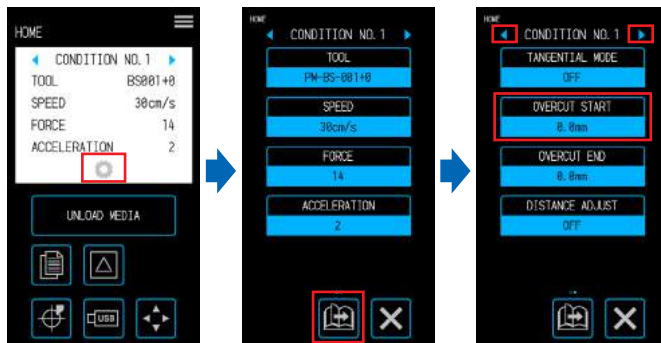 HOME
CONDITION NO. 1
TOOL BS001+0
SPEED 30cm/s
FORCE 14
ACCELERATION 2
UNLOAD MEDIA
USB
HOME
CONDITION NO. 1
TOOL
PM-BS-001+0
SPEED
30cm/s
FORCE
14
ACCELERATION
2
HOME
CONDITION NO. 1
TANGENTIAL MODE
OFF
OVERCUT START
0.0mm
OVERCUT END
0.0mm
DISTANCE ADJUST
OFF